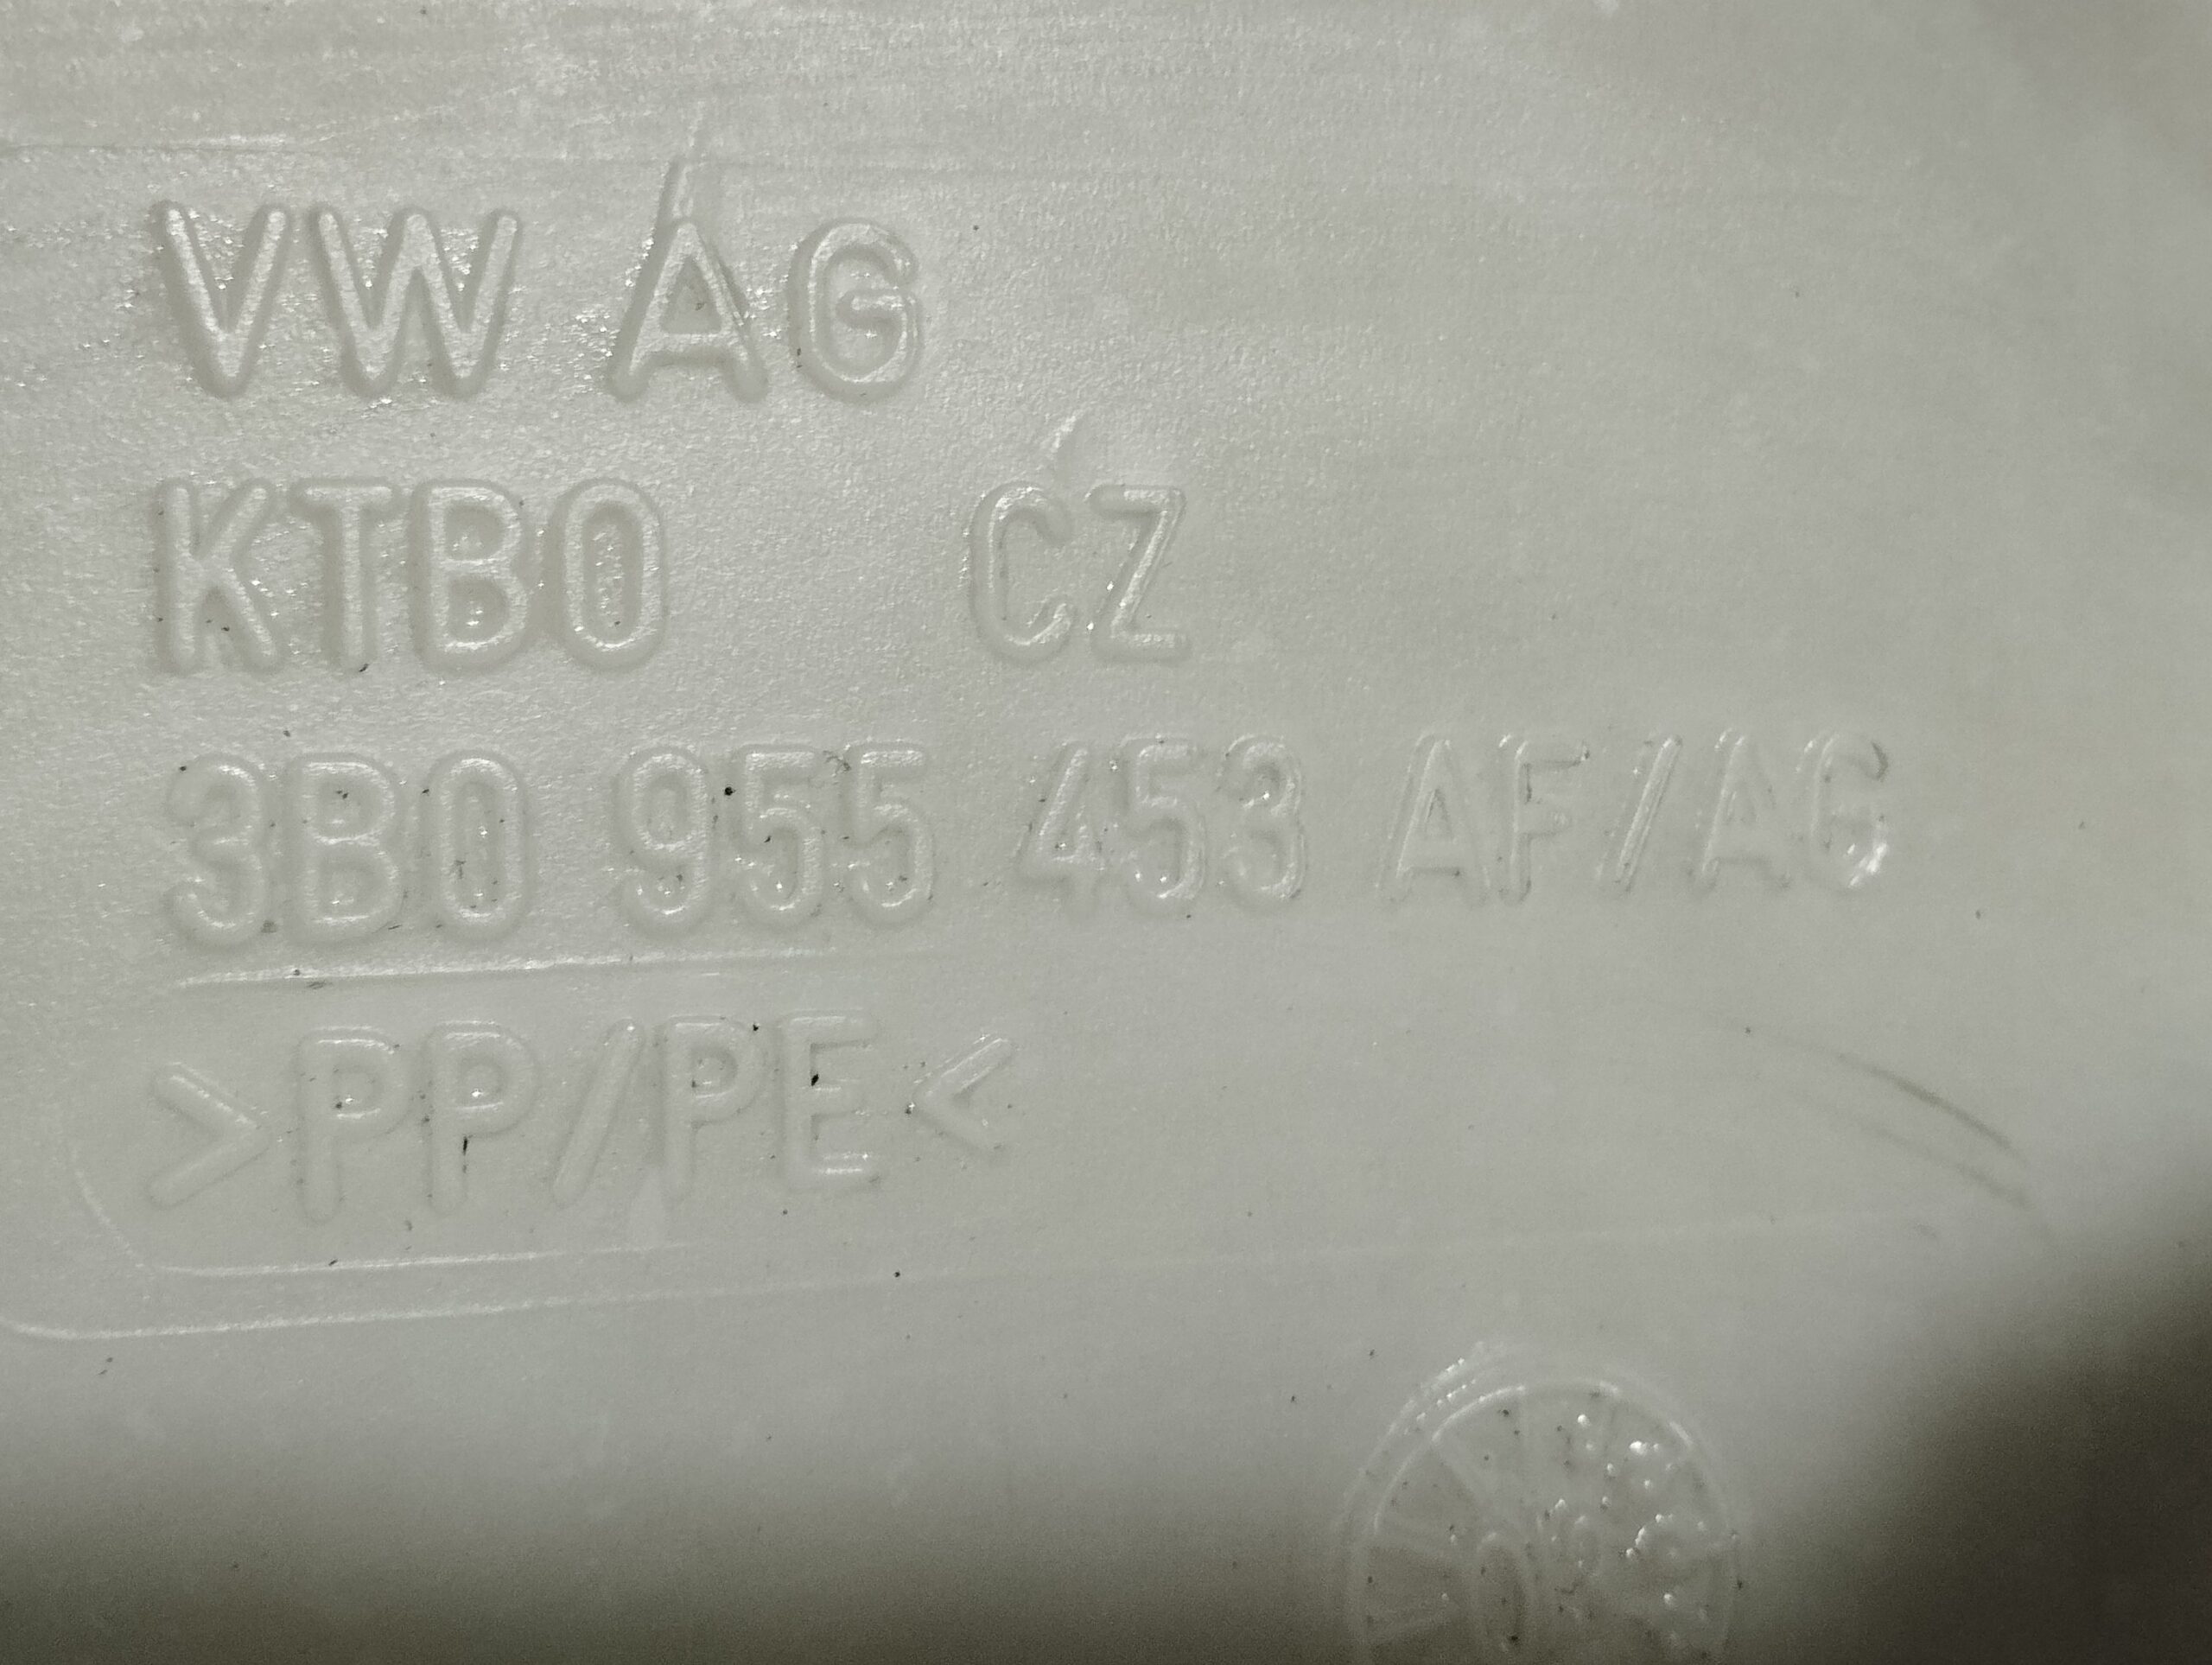 VW AG
KTBO CZ
3B0 955 453 AF/AG
>PP/PE<